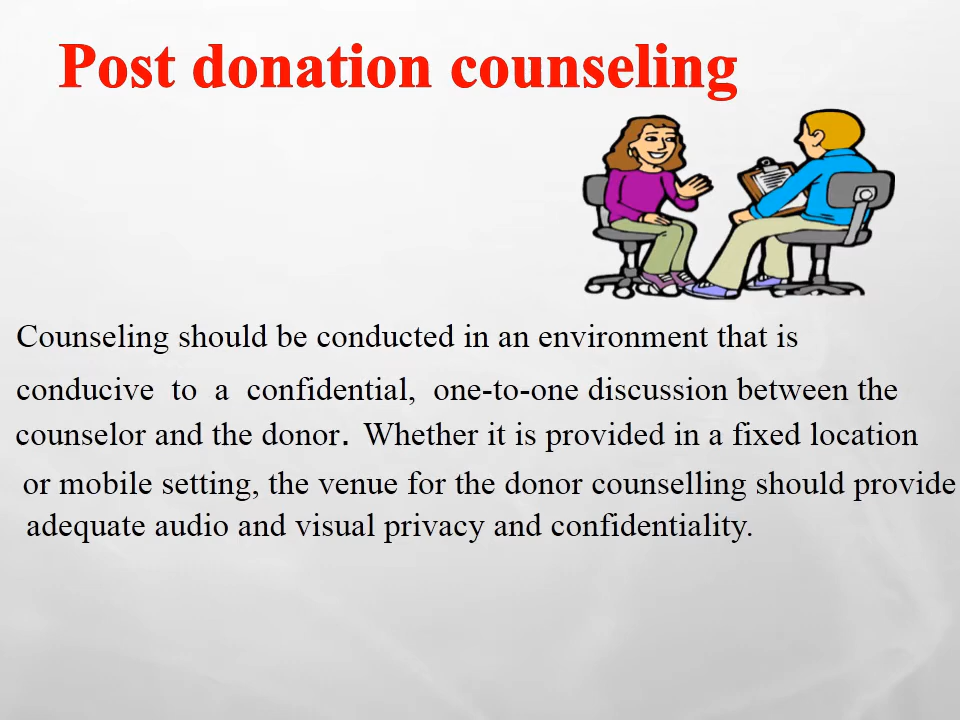 Post donation counseling
Counseling should be conducted in an environment that is
conducive to a confidential, one-to-one discussion between the
counselor and the donor. Whether it is provided in a fixed location
or mobile setting, the venue for the donor counselling should provide
adequate audio and visual privacy and confidentiality.